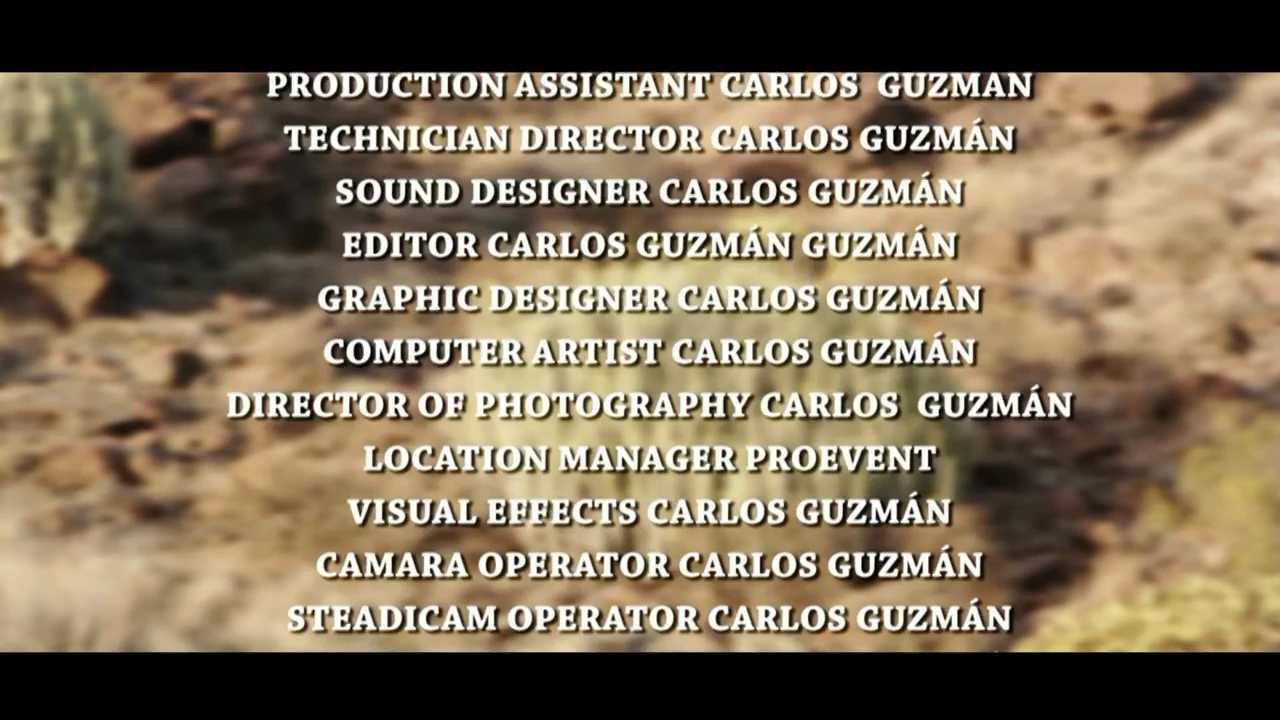 PRODUCTION ASSISTANT CARLOS GUZMÁN
TECHNICIAN DIRECTOR CARLOS GUZMÁN
SOUND DESIGNER CARLOS GUZMÁN
EDITOR CARLOS GUZMÁN GUZMÁN
GRAPHIC DESIGNER CARLOS GUZMÁN
COMPUTER ARTIST CARLOS GUZMÁN
DIRECTOR OF PHOTOGRAPHY CARLOS GUZMÁN
LOCATION MANAGER PROEVENT
VISUAL EFFECTS CARLOS GUZMÁN
CAMARA OPERATOR CARLOS GUZMÁN
STEADICAM OPERATOR CARLOS GUZMÁN